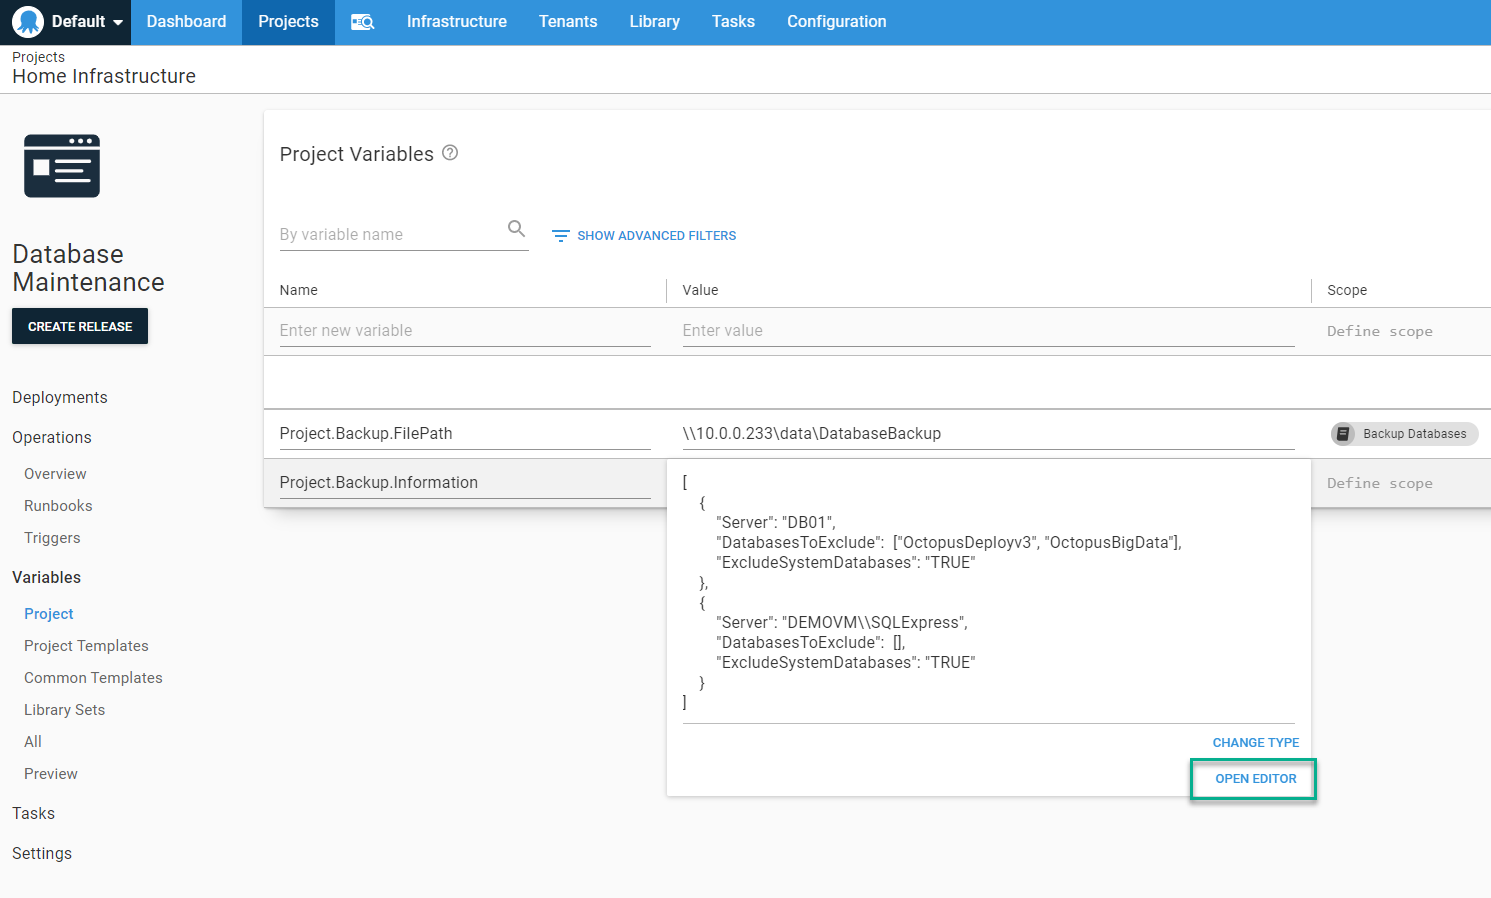 Default Dashboard Projects Infrastructure Tenants Library Tasks Configuration
Projects
Home Infrastructure
Database
Maintenance
CREATE RELEASE
Deployments
Operations
Overview
Runbooks
Triggers
Variables
Project
Project Templates
Common Templates
Library Sets
All
Preview
Tasks
Settings
Project Variables ?
By variable name SHOW ADVANCED FILTERS
Name Value Scope
Enter new variable Enter value Define scope
Project.Backup.FilePath \\10.0.0.233\data\DatabaseBackup Backup Databases
Project.Backup.Information Define scope
[
{
"Server": "DB01",
"DatabasesToExclude": ["OctopusDeployv3", "OctopusBigData"],
"ExcludeSystemDatabases": "TRUE"
},
{
"Server": "DEMOVM\\SQLExpress",
"DatabasesToExclude": [],
"ExcludeSystemDatabases": "TRUE"
}
]
CHANGE TYPE
OPEN EDITOR